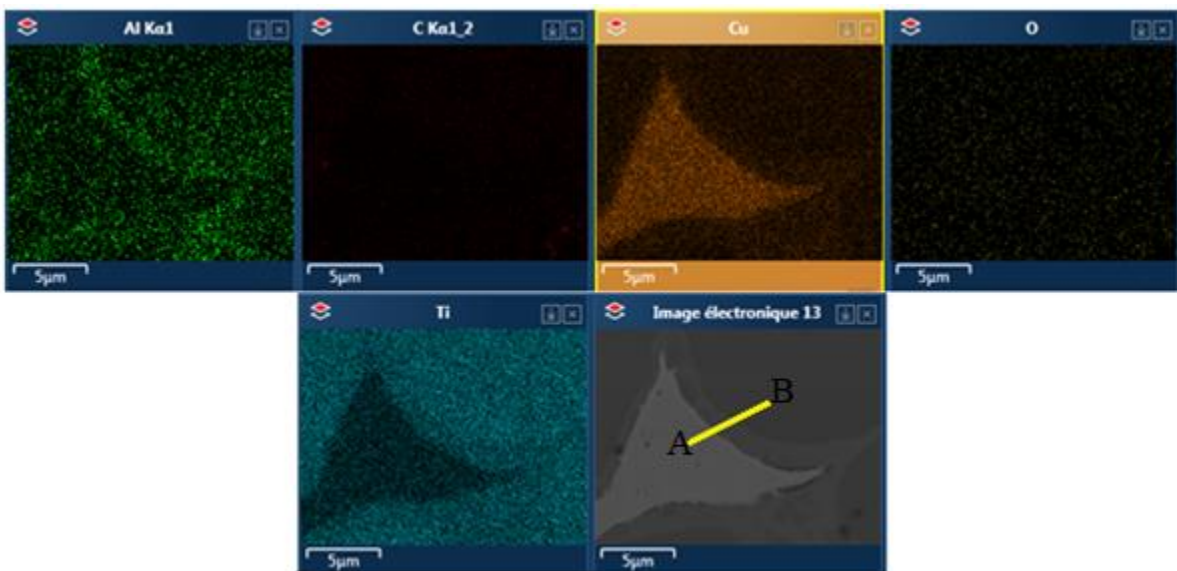 Al Kα1
C Kα1_2
Cu
O
5µm
5µm
5µm
5µm
Ti
Image électronique 13
B
A
5µm
5µm